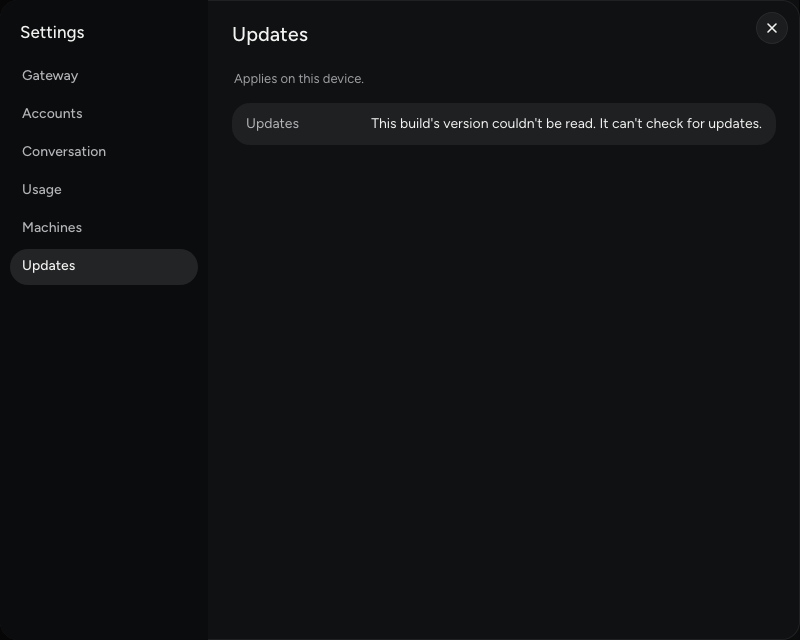 Settings
Gateway
Accounts
Conversation
Usage
Machines
Updates
Updates
Applies on this device.
Updates This build's version couldn't be read. It can't check for updates.